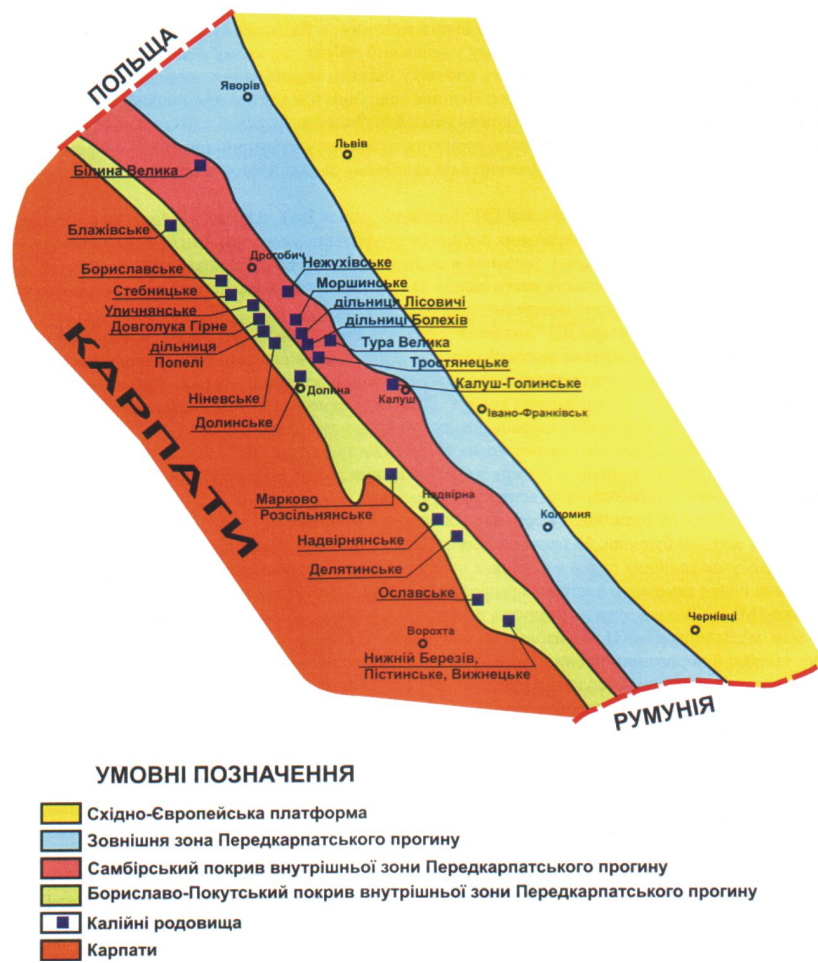 ПОЛЬЩА
Яворів
Львів
Білина Велика
Блажівське
Дрогобич
Нежухівське
Бориславське
Моршинське
Стебницьке
дільниця Лісовичі
Уличнянське
дільниці Болехів
Довголука Гірне
Тура Велика
дільниця
Попелі
Тростянецьке
Калуш-Голинське
Ніневське
Долина
Калуш
Долинське
Івано-Франківськ
КАРПАТИ
Марково
Розсільнянське
Надвірна
Надвірнянське
Коломия
Делятинське
Ославське
Чернівці
Ворохта
Нижній Березів,
Пістинське, Вижнецьке
РУМУНІЯ
УМОВНІ ПОЗНАЧЕННЯ
Східно-Європейська платформа
Зовнішня зона Передкарпатського прогину
Самбірський покрив внутрішньої зони Передкарпатського прогину
Бориславо-Покутський покрив внутрішньої зони Передкарпатського прогину
Калійні родовища
Карпати